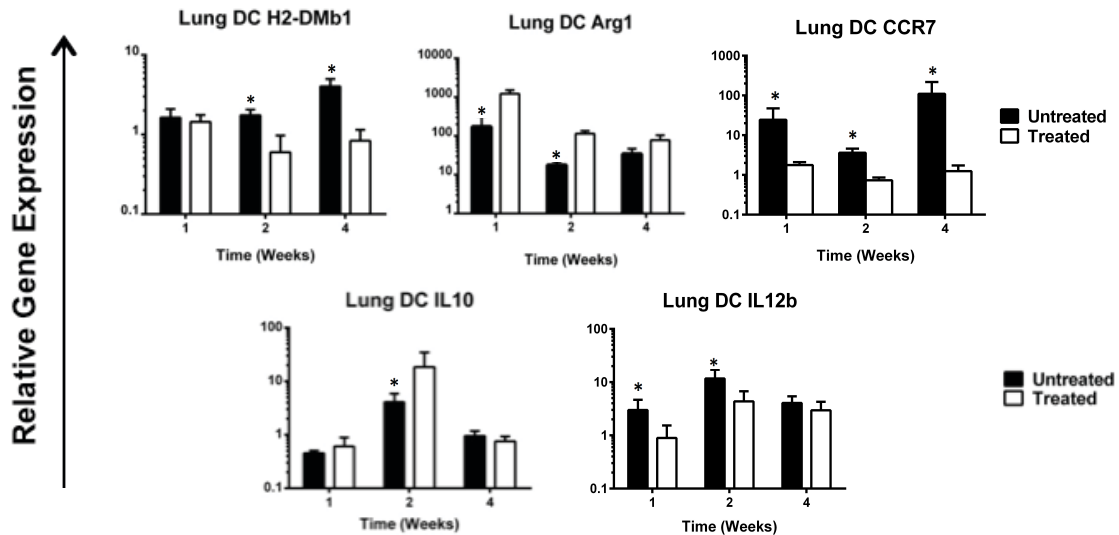 Relative Gene Expression
Lung DC H2-DMb1
10
1
0.1
*
*
1 2 4
Time (Weeks)
Lung DC Arg1
10000
1000
100
10
1
*
*
1 2 4
Time (Weeks)
Lung DC CCR7
1000
100
10
1
0.1
*
*
*
1 2 4
Time (Weeks)
Untreated
Treated
Lung DC IL10
100
10
1
0.1
*
1 2 4
Time (Weeks)
Lung DC IL12b
100
10
1
0.1
*
*
1 2 4
Time (Weeks)
Untreated
Treated